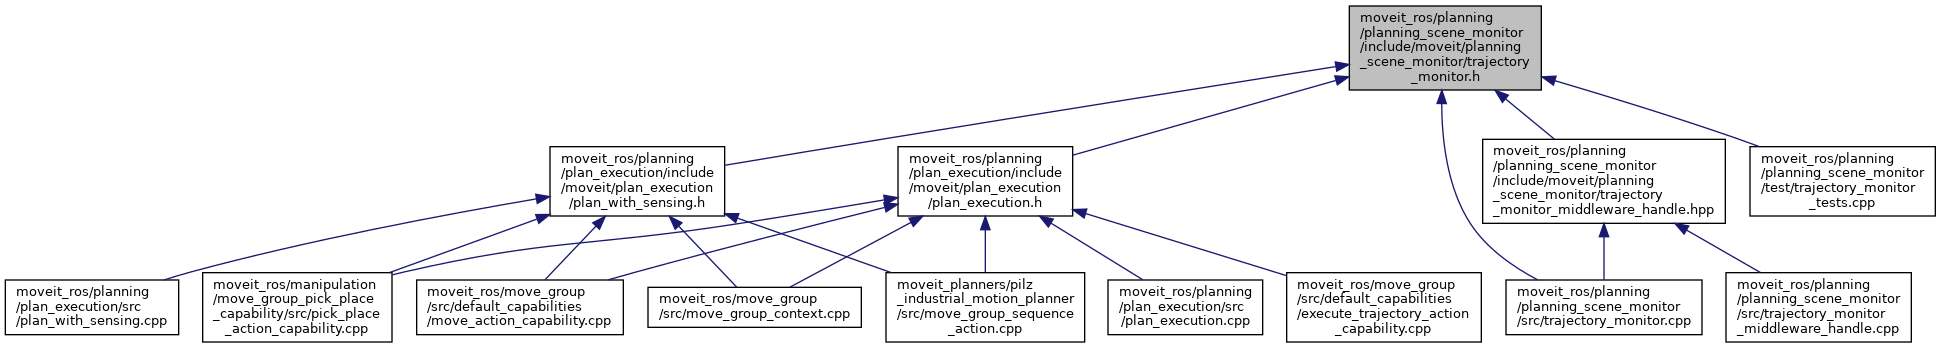 moveit_ros/planning
/planning_scene_monitor
/include/moveit/planning
_scene_monitor/trajectory
_monitor.h
moveit_ros/planning
/plan_execution/include
/moveit/plan_execution
/plan_with_sensing.h
moveit_ros/planning
/plan_execution/include
/moveit/plan_execution
/plan_execution.h
moveit_ros/planning
/planning_scene_monitor
/include/moveit/planning
_scene_monitor/trajectory
_monitor_middleware_handle.hpp
moveit_ros/planning
/planning_scene_monitor
/test/trajectory_monitor
_tests.cpp
moveit_ros/planning
/plan_execution/src
/plan_with_sensing.cpp
moveit_ros/manipulation
/move_group_pick_place
_capability/src/pick_place
_action_capability.cpp
moveit_ros/move_group
/src/default_capabilities
/move_action_capability.cpp
moveit_ros/move_group
/src/move_group_context.cpp
moveit_planners/pilz
_industrial_motion_planner
/src/move_group_sequence
_action.cpp
moveit_ros/planning
/plan_execution/src
/plan_execution.cpp
moveit_ros/move_group
/src/default_capabilities
/execute_trajectory_action
_capability.cpp
moveit_ros/planning
/planning_scene_monitor
/src/trajectory_monitor.cpp
moveit_ros/planning
/planning_scene_monitor
/src/trajectory_monitor
_middleware_handle.cpp